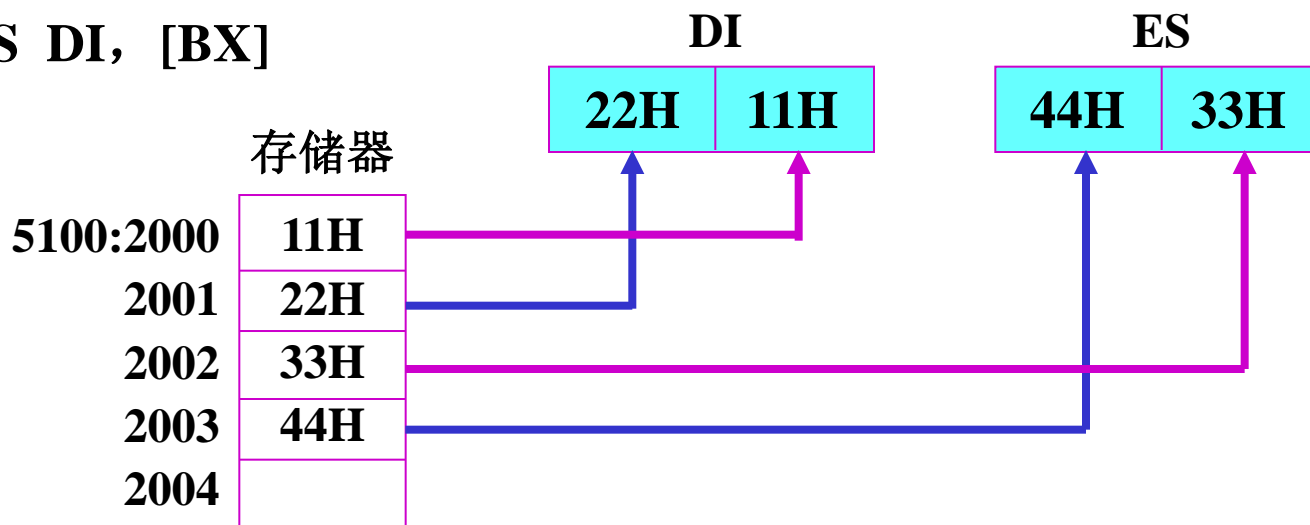 S DI，[BX]
DI
ES
22H 11H
44H 33H
存储器
5100:2000 11H
2001 22H
2002 33H
2003 44H
2004